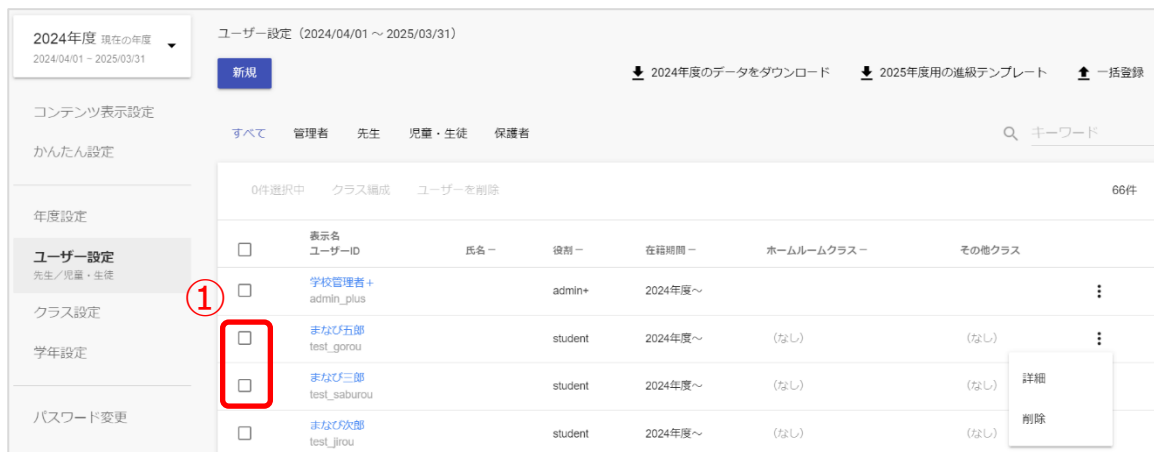 2024年度 現在の年度
2024/04/01 ~ 2025/03/31
コンテンツ表示設定
かんたん設定
年度設定
ユーザー設定
先生／児童・生徒
クラス設定
学年設定
パスワード変更
ユーザー設定（2024/04/01 ～ 2025/03/31）
新規
2024年度のデータをダウンロード 2025年度用の進級テンプレート 一括登録
すべて 管理者 先生 児童・生徒 保護者 キーワード
0件選択中 クラス編成 ユーザーを削除 66件
表示名
ユーザーID 氏名 － 役割 － 在籍期間 － ホームルームクラス － その他クラス
①
学校管理者+ admin+ 2024年度～
admin_plus
まなび五郎 student 2024年度～ （なし） （なし）
test_gorou
まなび三郎 student 2024年度～ （なし） （なし）
test_saburou
まなび次郎 student 2024年度～ （なし） （なし）
test_jirou
詳細
削除